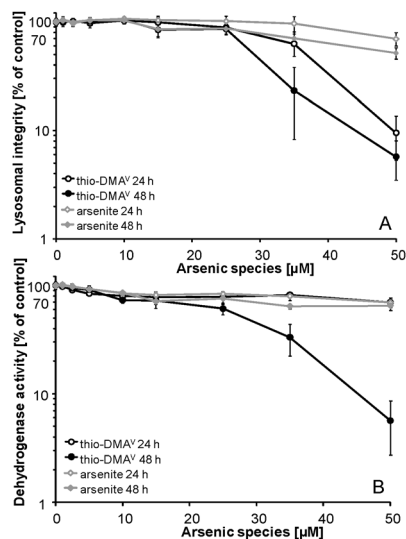 Lysosomal integrity [% of control]
100
70
10
1
thio-DMAⱽ 24 h
thio-DMAⱽ 48 h
arsenite 24 h
arsenite 48 h
A
0 10 20 30 40 50
Arsenic species [µM]
Dehydrogenase activity [% of control]
100
70
10
1
thio-DMAⱽ 24 h
thio-DMAⱽ 48 h
arsenite 24 h
arsenite 48 h
B
0 10 20 30 40 50
Arsenic species [µM]